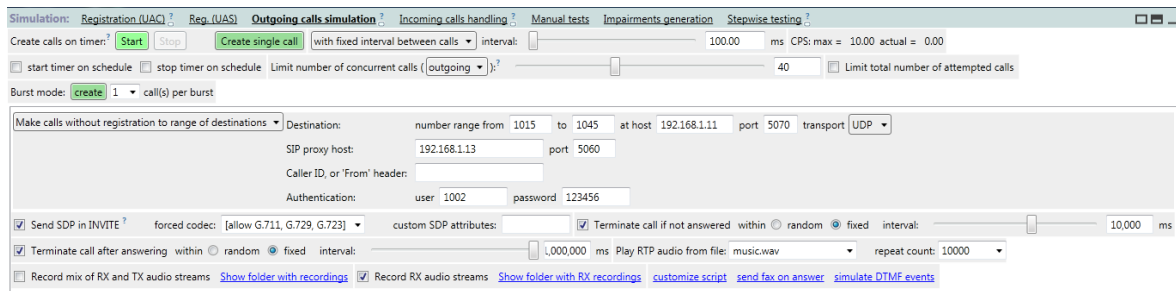 Simulation: Registration (UAC) ? Reg. (UAS) Outgoing calls simulation ? Incoming calls handling ? Manual tests Impairments generation Stepwise testing ?
Create calls on timer: ? Start Stop Create single call with fixed interval between calls interval: 100.00 ms CPS: max = 10.00 actual = 0.00
start timer on schedule stop timer on schedule Limit number of concurrent calls ( outgoing ): ? 40 Limit total number of attempted calls
Burst mode: create 1 call(s) per burst
Make calls without registration to range of destinations Destination: number range from 1015 to 1045 at host 192.168.1.11 port 5070 transport UDP
SIP proxy host: 192.168.1.13 port 5060
Caller ID, or 'From' header:
Authentication: user 1002 password 123456
Send SDP in INVITE ? forced codec: [allow G.711, G.729, G.723] custom SDP attributes: Terminate call if not answered within random fixed interval: 10,000 ms
Terminate call after answering within random fixed interval: ,000,000 ms Play RTP audio from file: music.wav repeat count: 10000
Record mix of RX and TX audio streams Show folder with recordings Record RX audio streams Show folder with RX recordings customize script send fax on answer simulate DTMF events